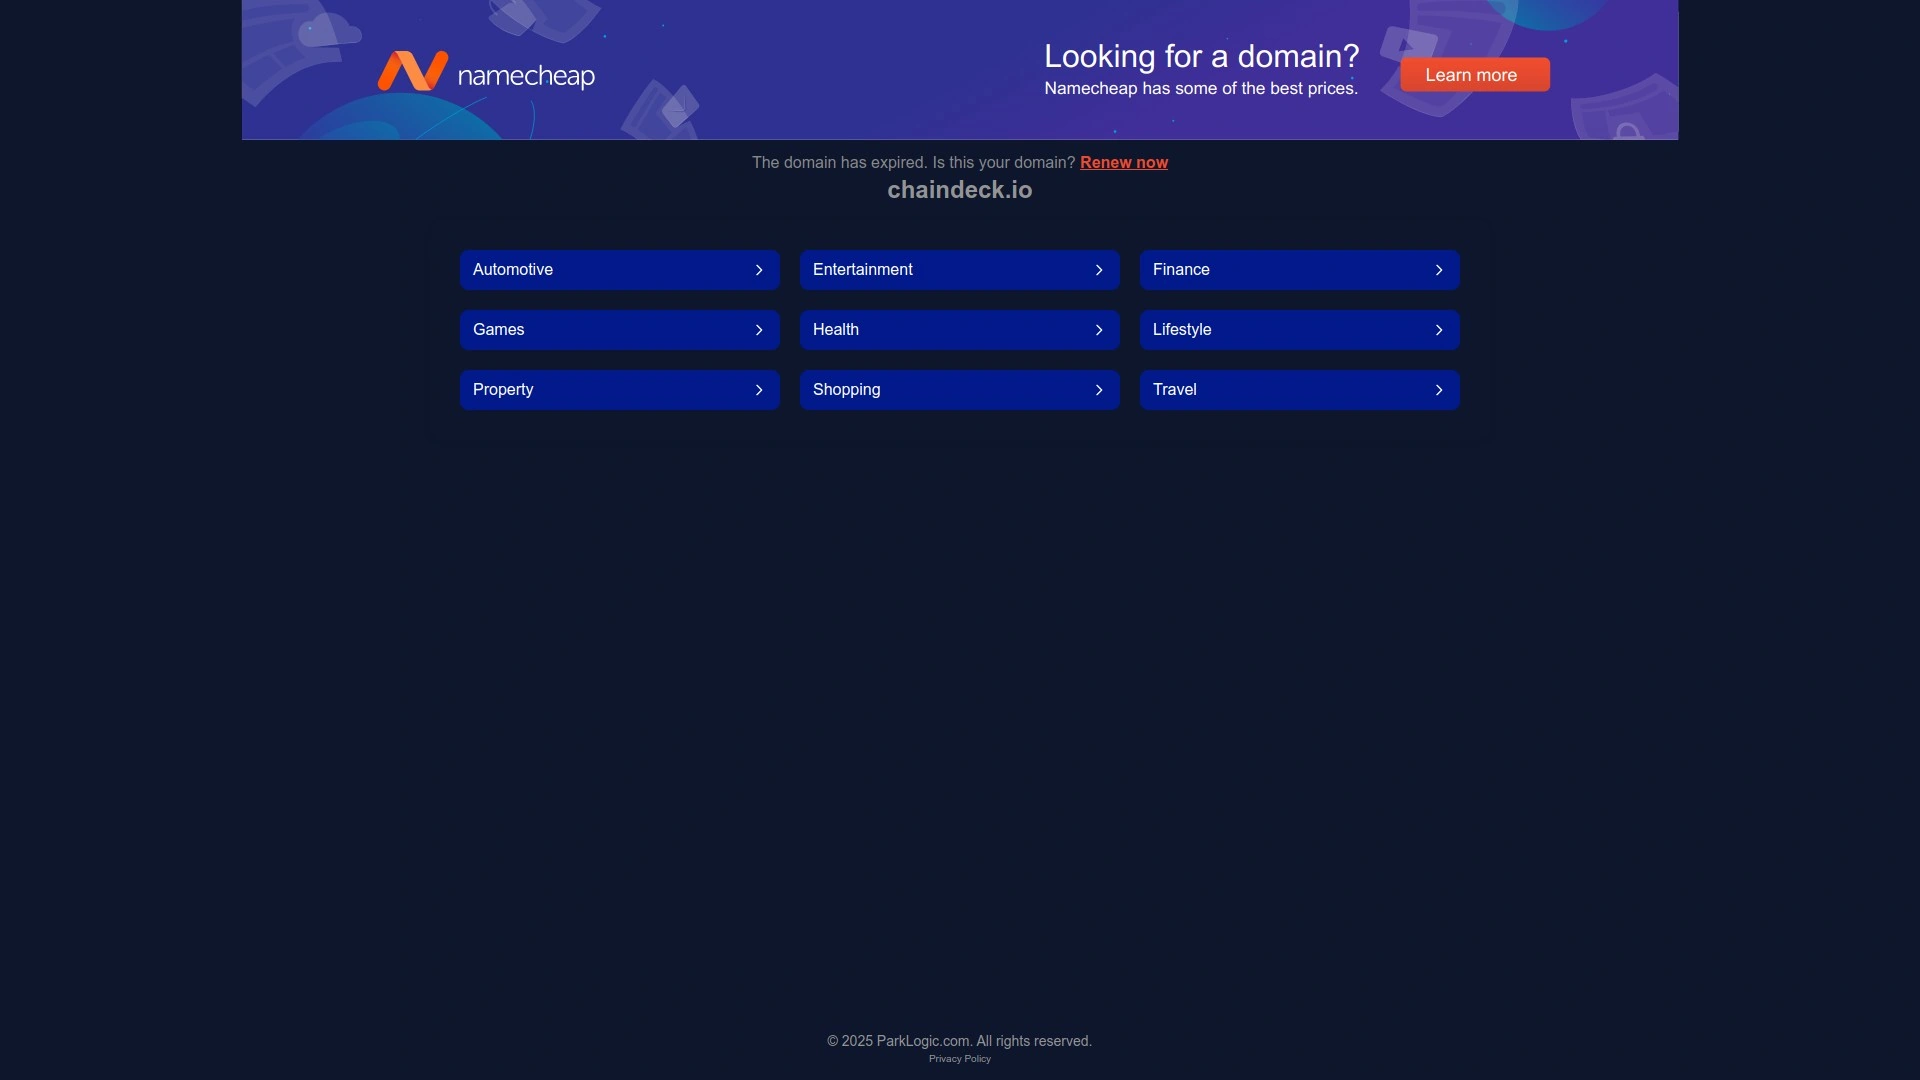 namecheap
Looking for a domain?
Namecheap has some of the best prices.
Learn more
The domain has expired. Is this your domain? Renew now
chaindeck.io
Automotive
Entertainment
Finance
Games
Health
Lifestyle
Property
Shopping
Travel
© 2025 ParkLogic.com. All rights reserved.
Privacy Policy